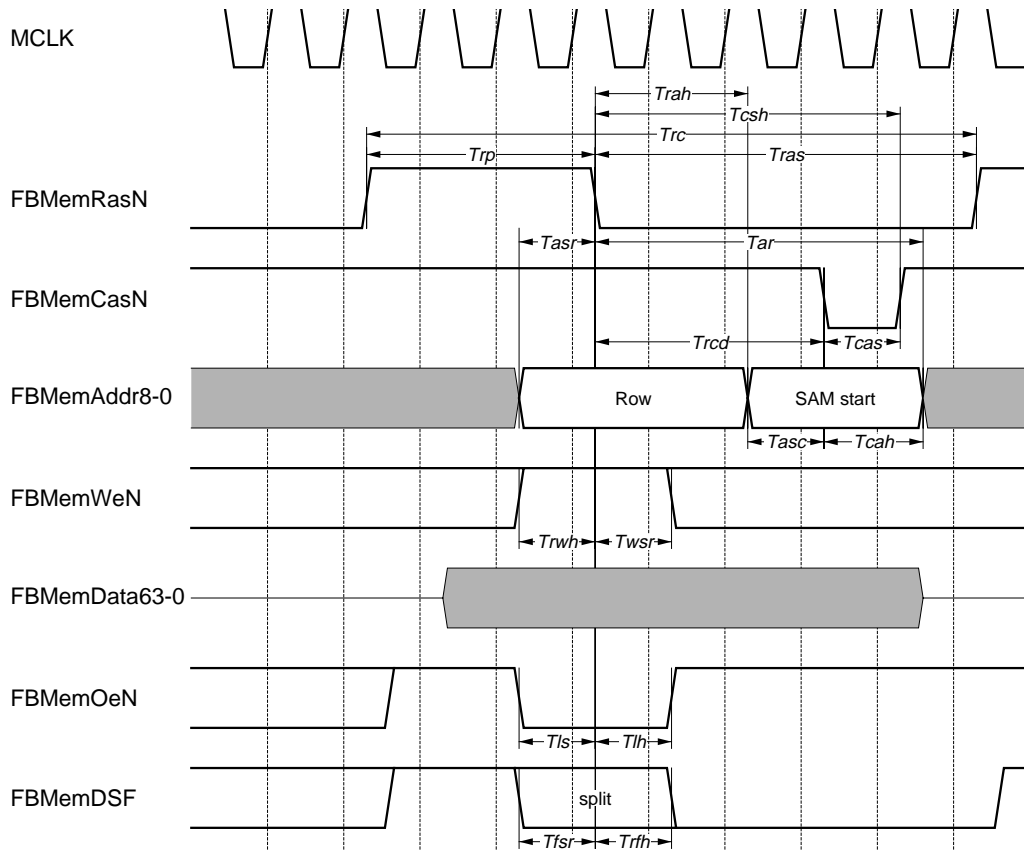 MCLK
Trah
Tcsh
Trc
Trp
Tras
FBMemRasN
Tasr
Tar
FBMemCasN
Trcd
Tcas
FBMemAddr8-0
Row
SAM start
Tasc
Tcah
FBMemWeN
Trwh
Twsr
FBMemData63-0
FBMemOeN
Tls
Tlh
FBMemDSF
split
Tfsr
Trfh